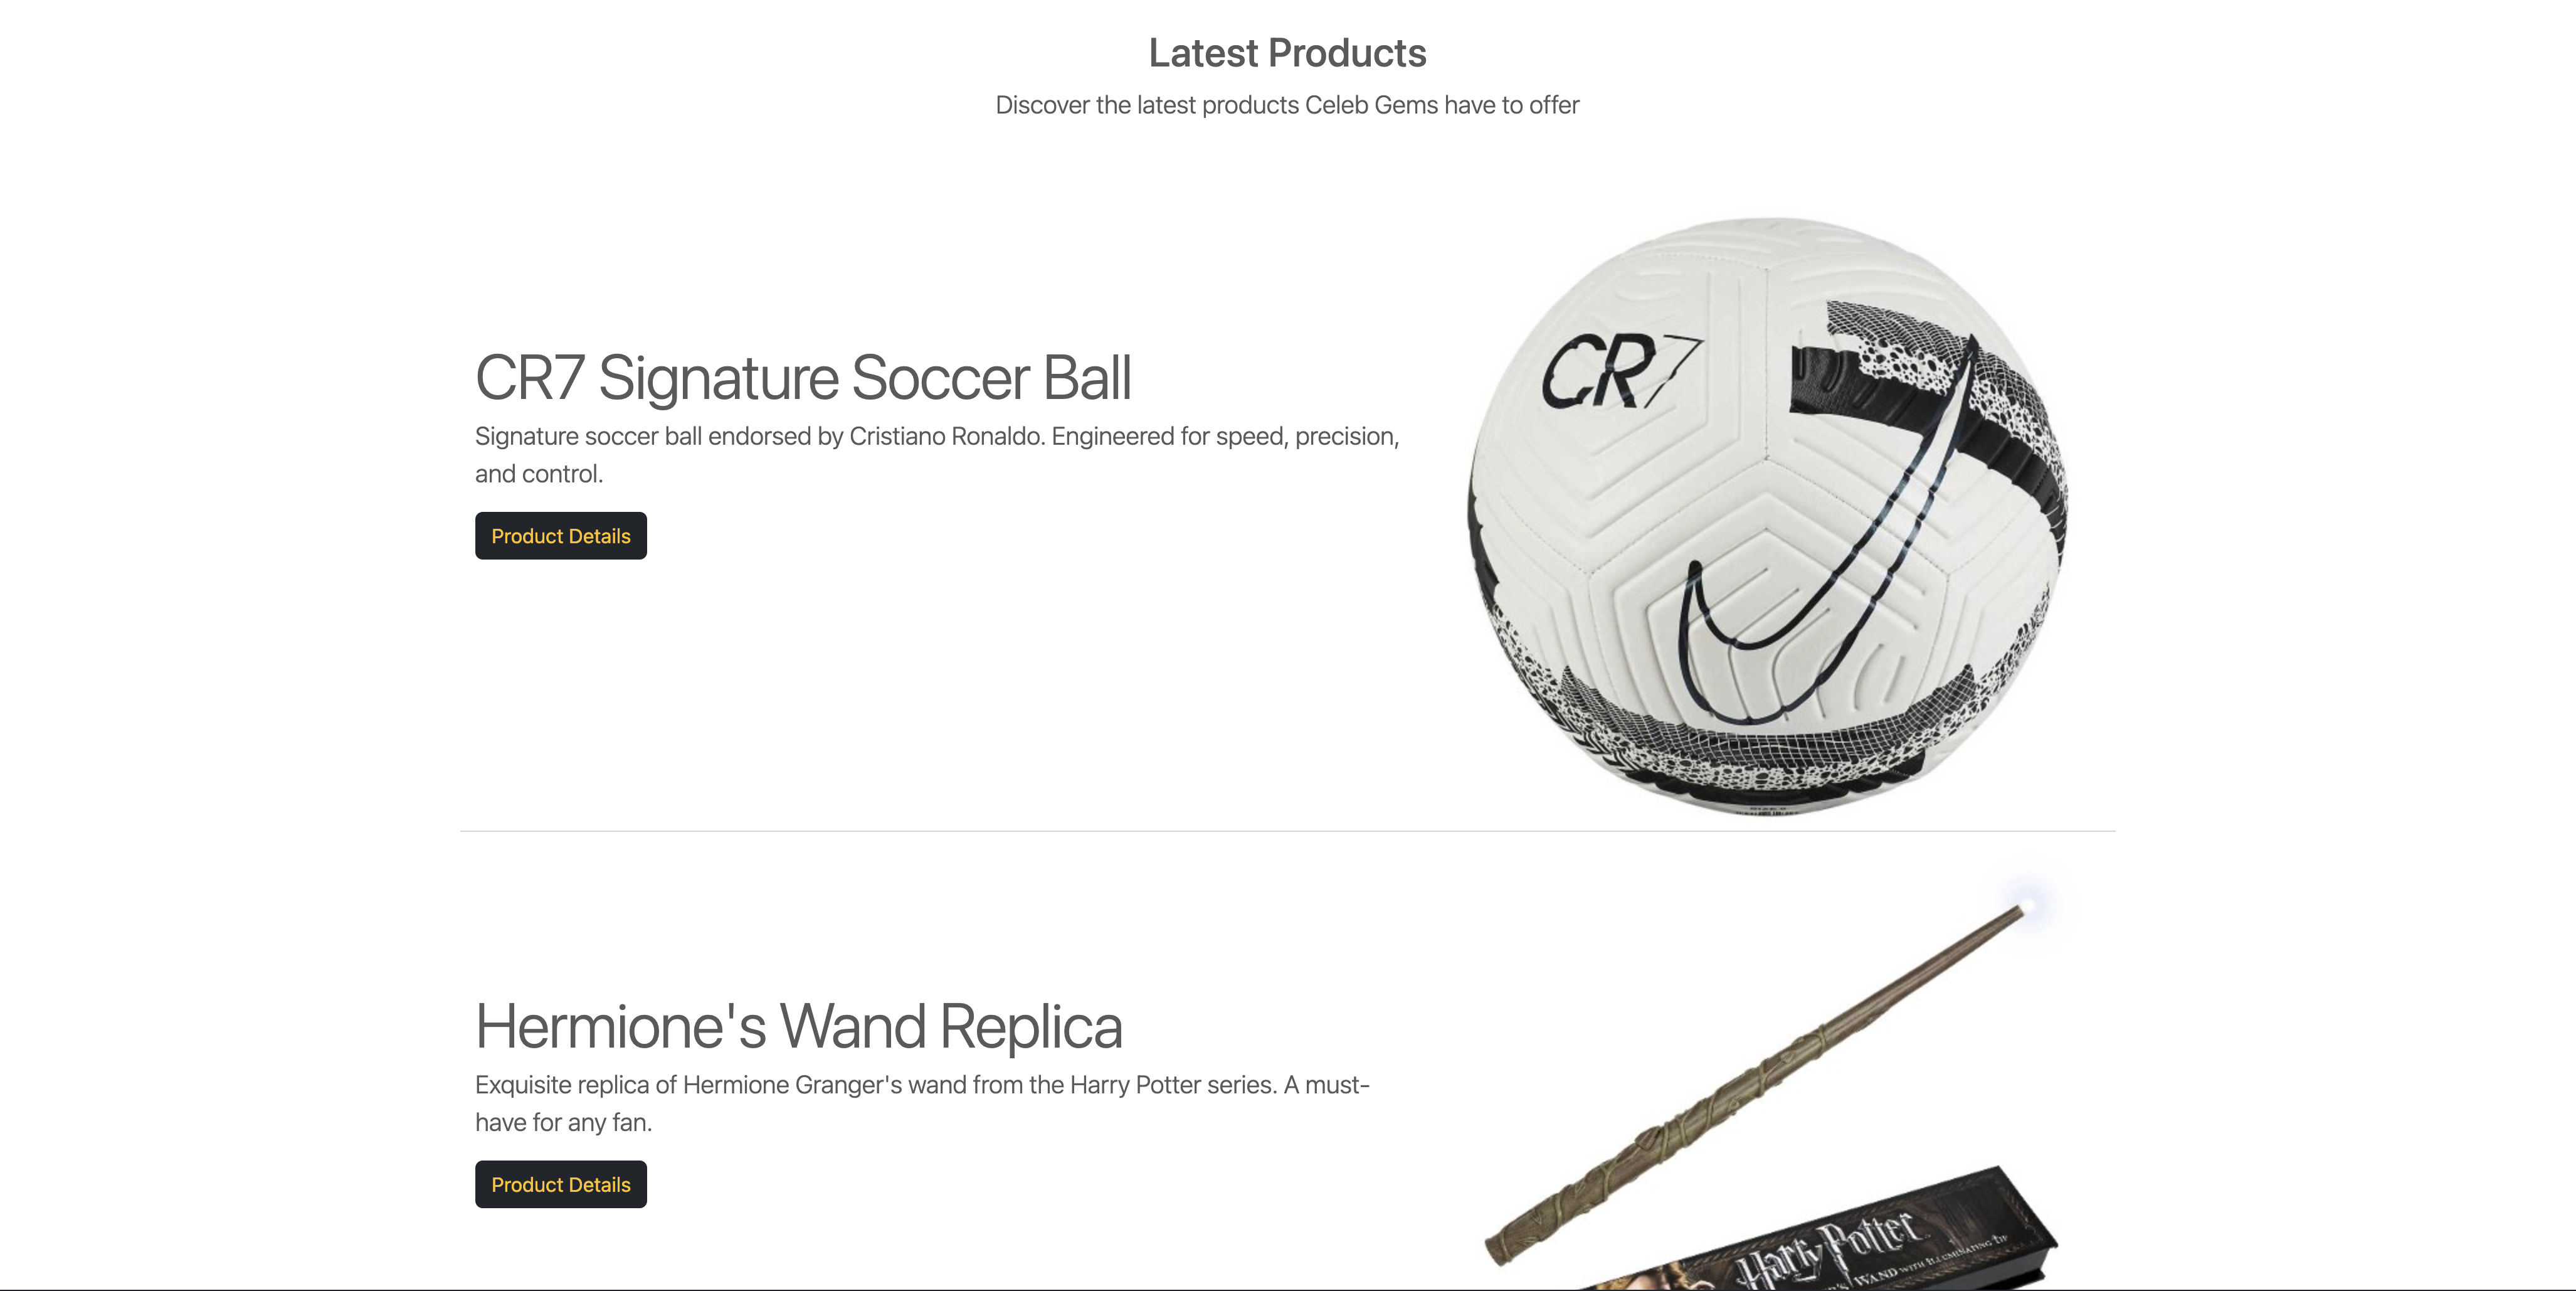 Latest Products
Discover the latest products Celeb Gems have to offer
CR7 Signature Soccer Ball
Signature soccer ball endorsed by Cristiano Ronaldo. Engineered for speed, precision,
and control.
Product Details
CR7
Hermione's Wand Replica
Exquisite replica of Hermione Granger's wand from the Harry Potter series. A must-
have for any fan.
Product Details
Harry Potter
WAND WITH ILLUMINATING TIP